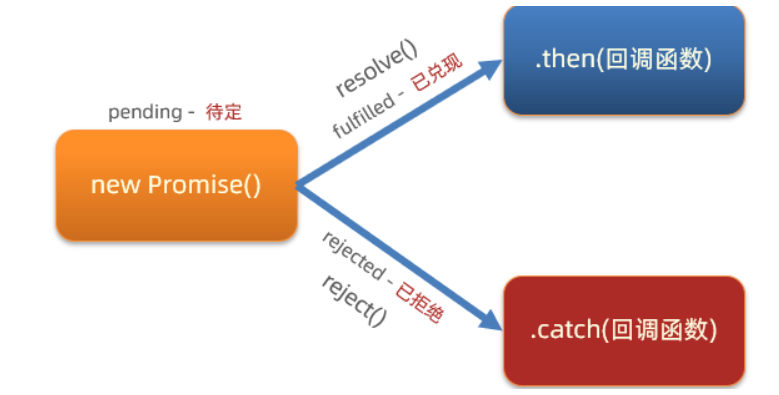 pending - 待定
new Promise()
resolve()
fulfilled - 已兑现
.then(回调函数)
rejected - 已拒绝
reject()
.catch(回调函数)